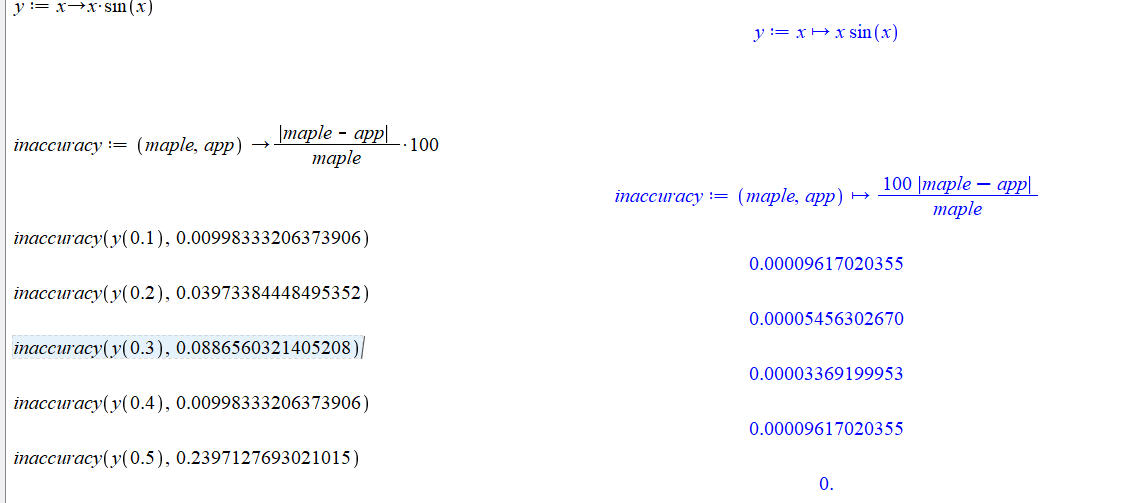 y := x→x·sin(x)
y := x ↦ x sin(x)
inaccuracy := (maple, app) → |maple - app| / maple · 100
inaccuracy := (maple, app) ↦ 100 |maple − app| / maple
inaccuracy(y(0.1), 0.00998333206373906)
0.00009617020355
inaccuracy(y(0.2), 0.03973384448495352)
0.00005456302670
inaccuracy(y(0.3), 0.0886560321405208)
0.00003369199953
inaccuracy(y(0.4), 0.00998333206373906)
0.00009617020355
inaccuracy(y(0.5), 0.2397127693021015)
0.